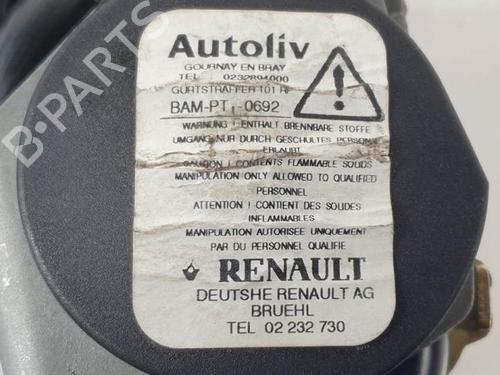 Autoliv
GOURNAY EN BRAY
TEL 0232894000
GURTSTRAFFER 101
BAM-PT -0692
WARNUNG ! ENTHALT BRENNBARE STOFFE
UMGANG NUR DURCH GESCHULTES PERSONE
ERLAUBT
CAUTION ! CONTENTS FLAMMABLE SOLIDS
MANIPULATION ONLY ALLOWED TO QUALIFIED
PERSONNEL
ATTENTION ! CONTIENT DES SOLIDES
INFLAMMABLES
MANIPULATION AUTORISEE UNIQUEMENT
PAR DU PERSONNEL QUALIFIE
RENAULT
DEUTSHE RENAULT AG
BRUEHL
TEL 02 232 730
B-PARTS